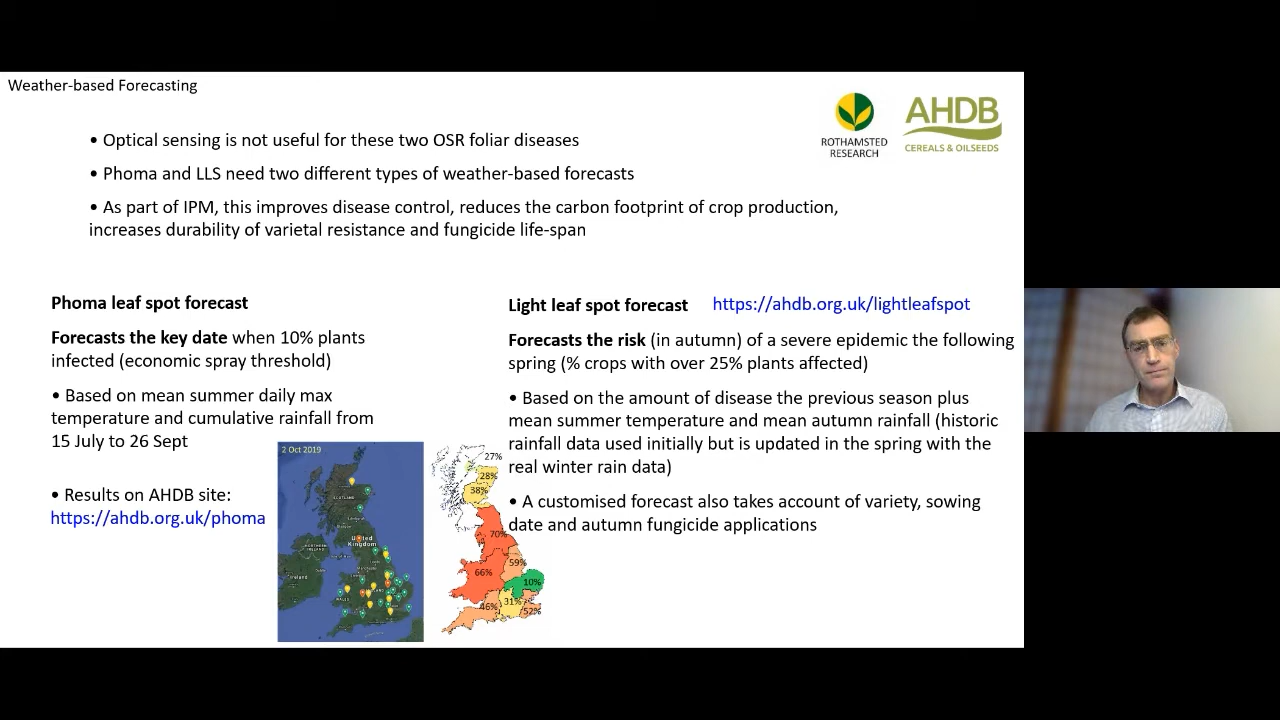 Weather-based Forecasting
• Optical sensing is not useful for these two OSR foliar diseases
• Phoma and LLS need two different types of weather-based forecasts
• As part of IPM, this improves disease control, reduces the carbon footprint of crop production,
increases durability of varietal resistance and fungicide life-span
ROTHAMSTED
RESEARCH
AHDB
CEREALS & OILSEEDS
Phoma leaf spot forecast
Forecasts the key date when 10% plants
infected (economic spray threshold)
• Based on mean summer daily max
temperature and cumulative rainfall from
15 July to 26 Sept
• Results on AHDB site:
https://ahdb.org.uk/phoma
2 Oct 2019
SCOTLAND
United
Kingdom
Ireland
WALES
27%
28%
38%
70%
59%
66%
10%
31%
46%
52%
Light leaf spot forecast https://ahdb.org.uk/lightleafspot
Forecasts the risk (in autumn) of a severe epidemic the following
spring (% crops with over 25% plants affected)
• Based on the amount of disease the previous season plus
mean summer temperature and mean autumn rainfall (historic
rainfall data used initially but is updated in the spring with the
real winter rain data)
• A customised forecast also takes account of variety, sowing
date and autumn fungicide applications